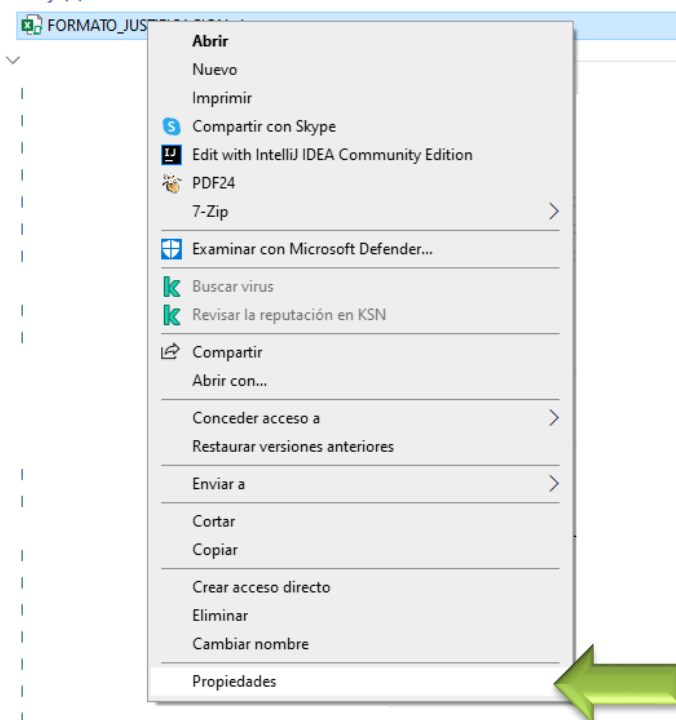 FORMATO_JUS
Abrir
Nuevo
Imprimir
Compartir con Skype
Edit with IntelliJ IDEA Community Edition
PDF24
7-Zip
Examinar con Microsoft Defender...
Buscar virus
Revisar la reputación en KSN
Compartir
Abrir con...
Conceder acceso a
Restaurar versiones anteriores
Enviar a
Cortar
Copiar
Crear acceso directo
Eliminar
Cambiar nombre
Propiedades